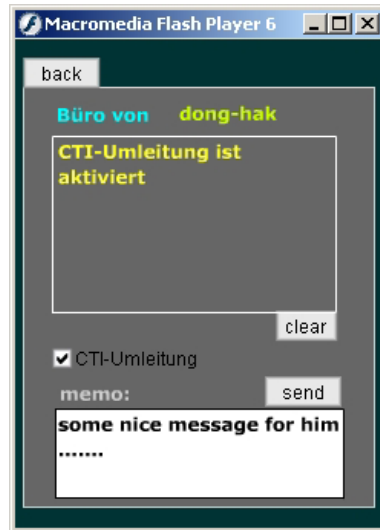 Macromedia Flash Player 6
back
Büro von dong-hak
CTI-Umleitung ist
aktiviert
clear
CTI-Umleitung
memo:
send
some nice message for him
.......